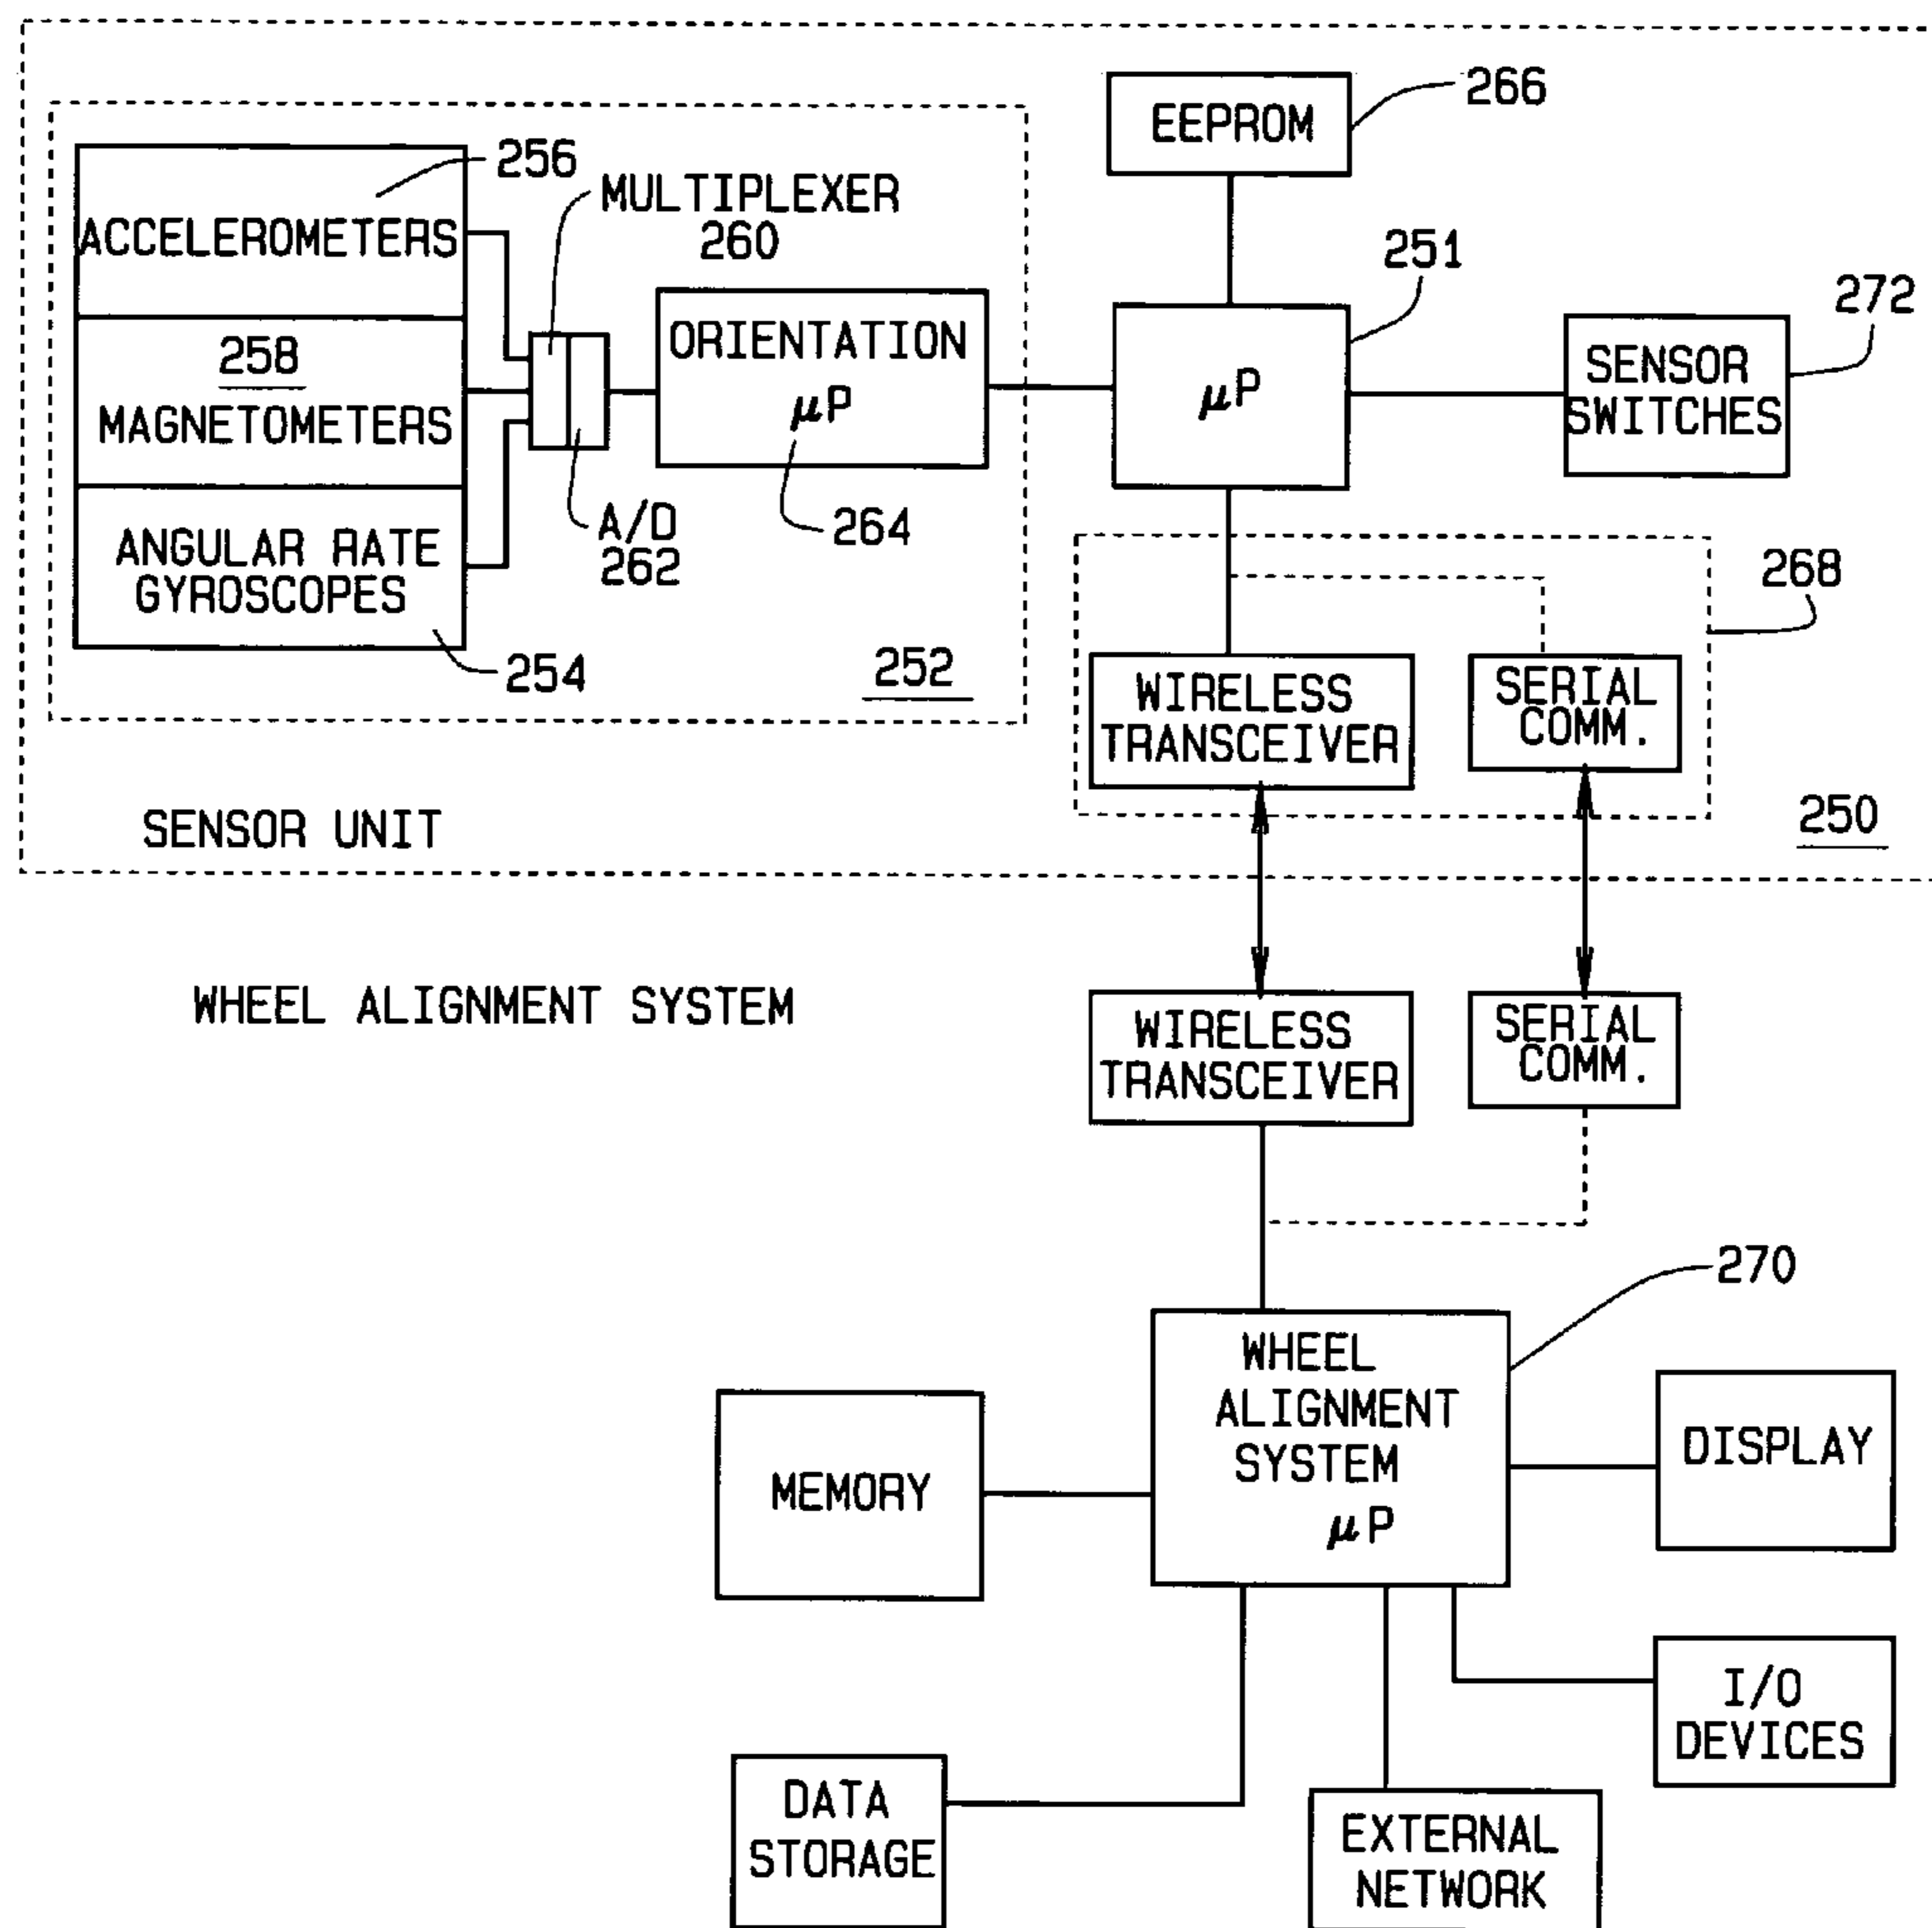 EEPROM
266
256
ACCELEROMETERS
MULTIPLEXER
260
251
272
258
MAGNETOMETERS
ORIENTATION
μP
μP
SENSOR
SWITCHES
ANGULAR RATE
GYROSCOPES
A/D
262
264
268
254
252
WIRELESS
TRANSCEIVER
SERIAL
COMM.
SENSOR UNIT
250
WHEEL ALIGNMENT SYSTEM
WIRELESS
TRANSCEIVER
SERIAL
COMM.
270
WHEEL
ALIGNMENT
SYSTEM
μP
MEMORY
DISPLAY
I/O
DEVICES
DATA
STORAGE
EXTERNAL
NETWORK